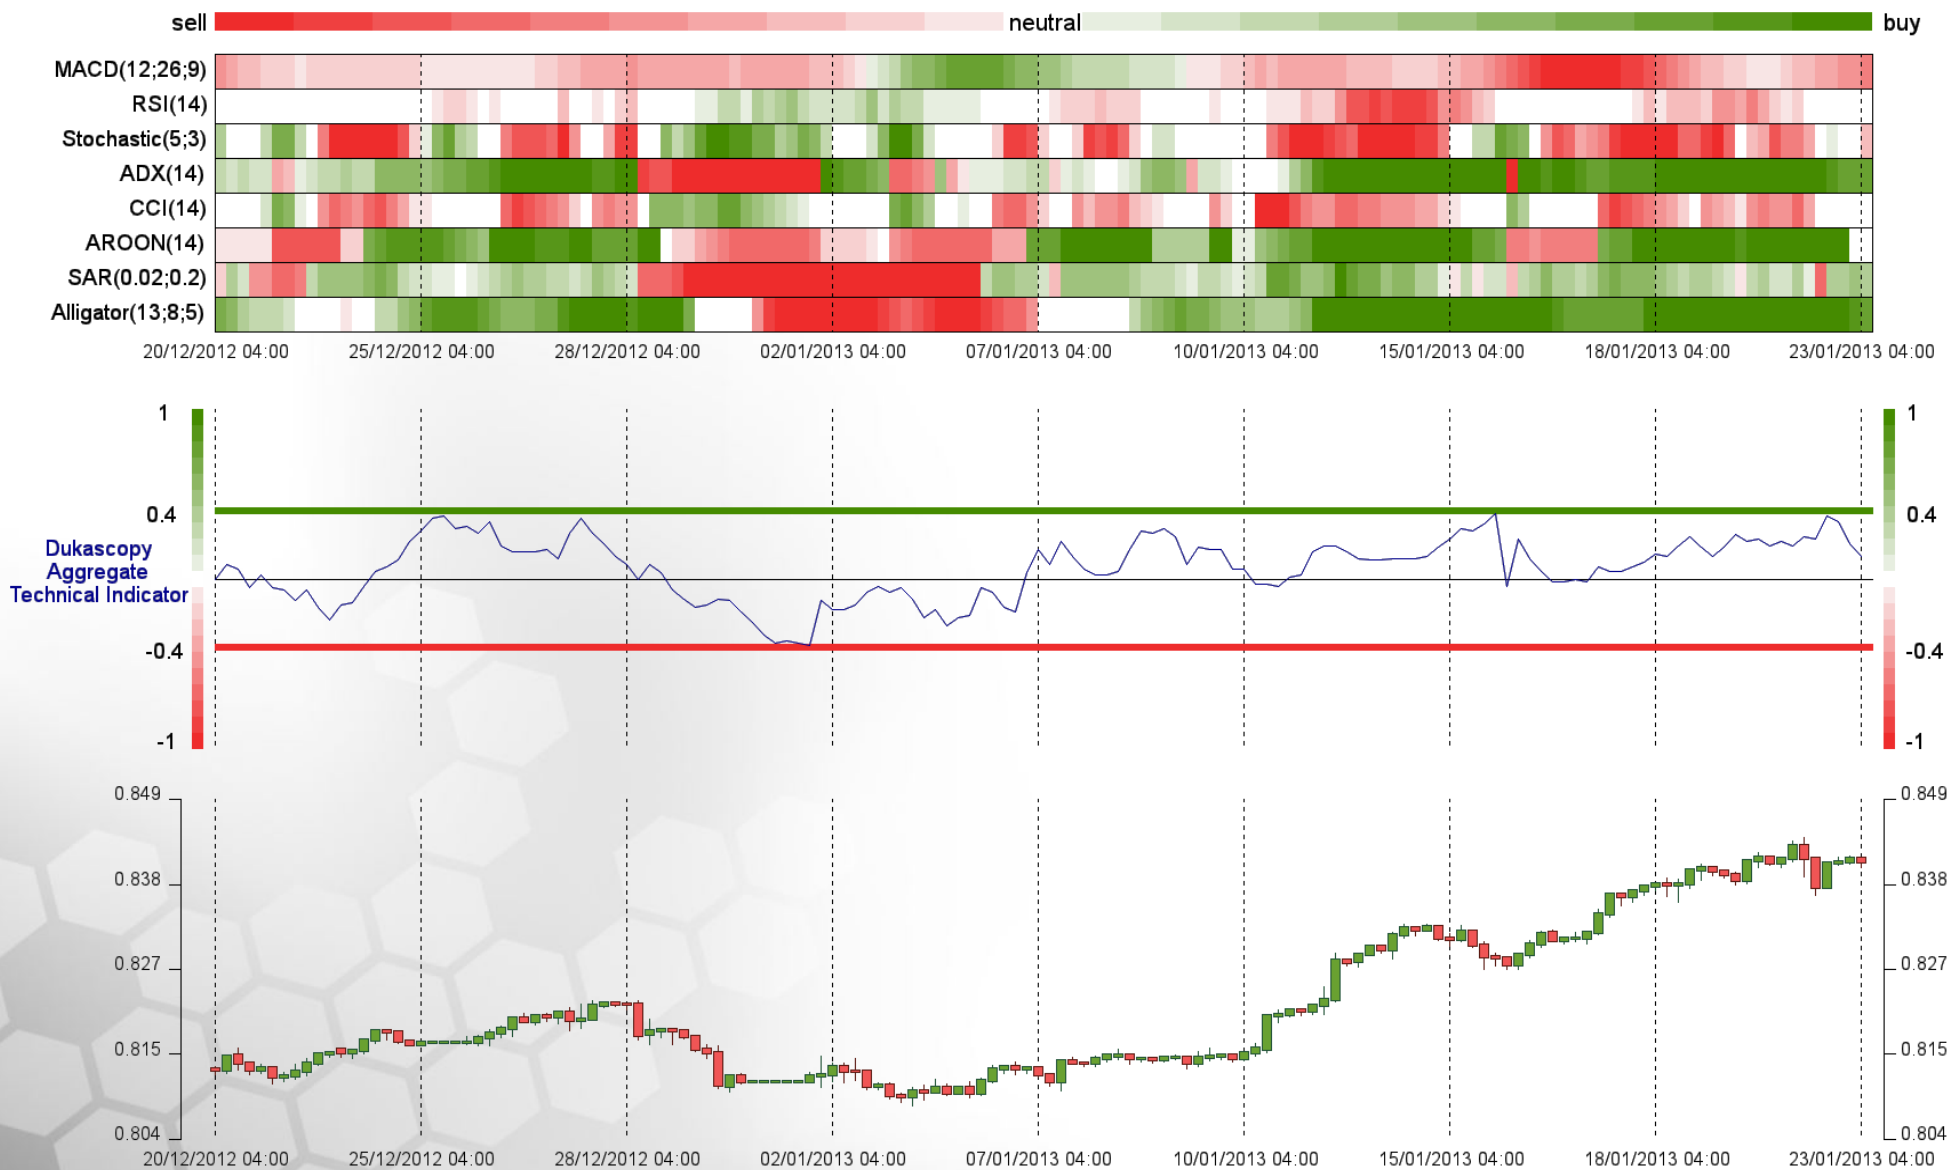 sell neutral buy
MACD(12;26;9)
RSI(14)
Stochastic(5;3)
ADX(14)
CCI(14)
AROON(14)
SAR(0.02;0.2)
Alligator(13;8;5)
20/12/2012 04:00 25/12/2012 04:00 28/12/2012 04:00 02/01/2013 04:00 07/01/2013 04:00 10/01/2013 04:00 15/01/2013 04:00 18/01/2013 04:00 23/01/2013 04:00
1 1
0.4 0.4
Dukascopy
Aggregate
Technical Indicator
-0.4 -0.4
-1 -1
0.849 0.849
0.838 0.838
0.827 0.827
0.815 0.815
0.804 0.804
20/12/2012 04:00 25/12/2012 04:00 28/12/2012 04:00 02/01/2013 04:00 07/01/2013 04:00 10/01/2013 04:00 15/01/2013 04:00 18/01/2013 04:00 23/01/2013 04:00